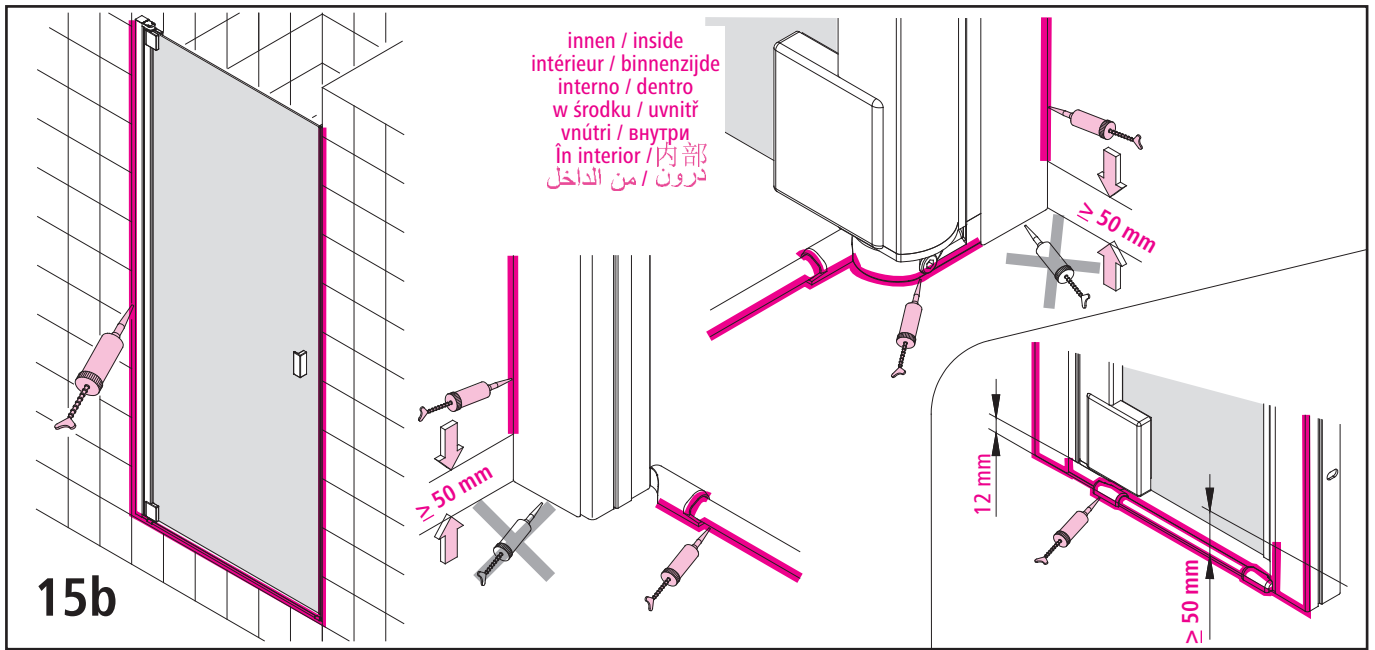 innen / inside
intérieur / binnenzijde
interno / dentro
w środku / uvnitř
vnútri / внутри
În interior / 内部
درون / من الداخل
≥ 50 mm
≥ 50 mm
12 mm
≥ 50 mm
15b